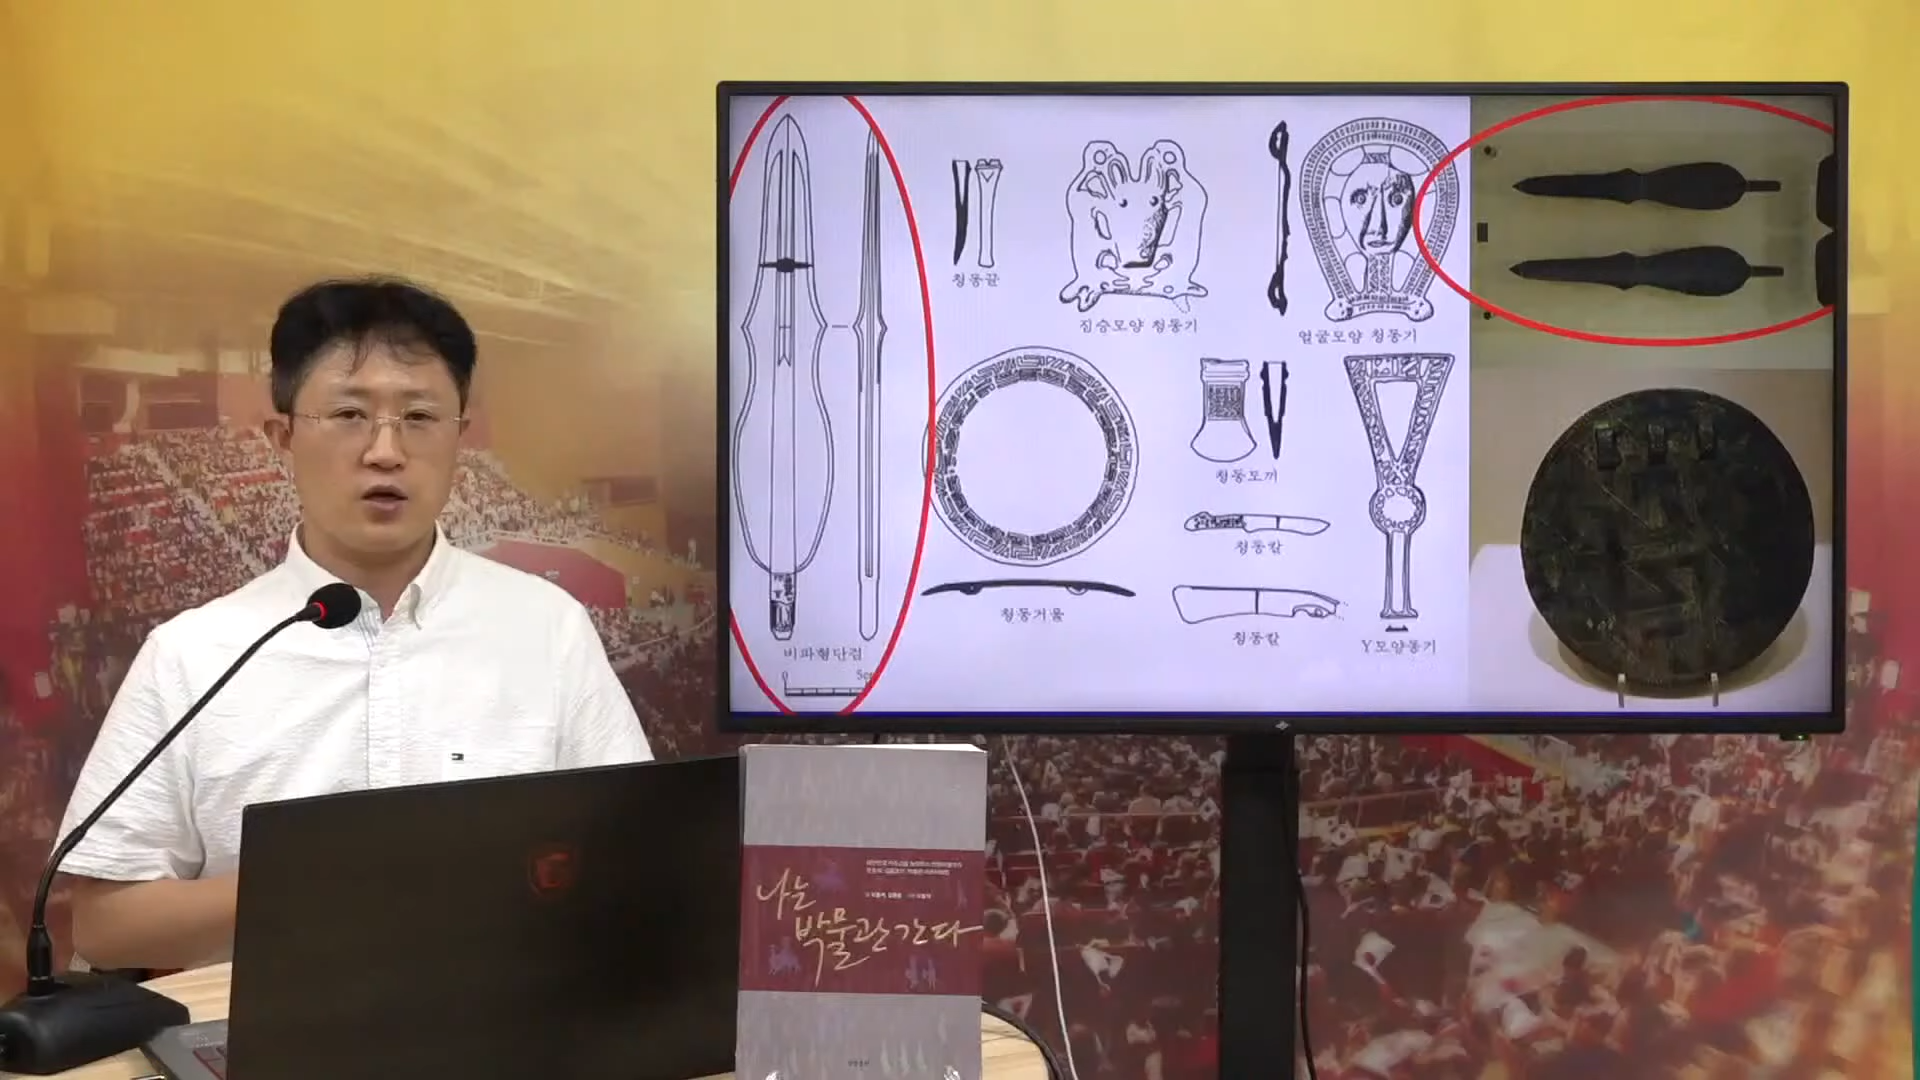 청동끌
짐승모양 청동기
얼굴모양 청동기
청동도끼
청동칼
청동거울
청동칼
Y모양동기
비파형단검
0
나는
박물관 간다